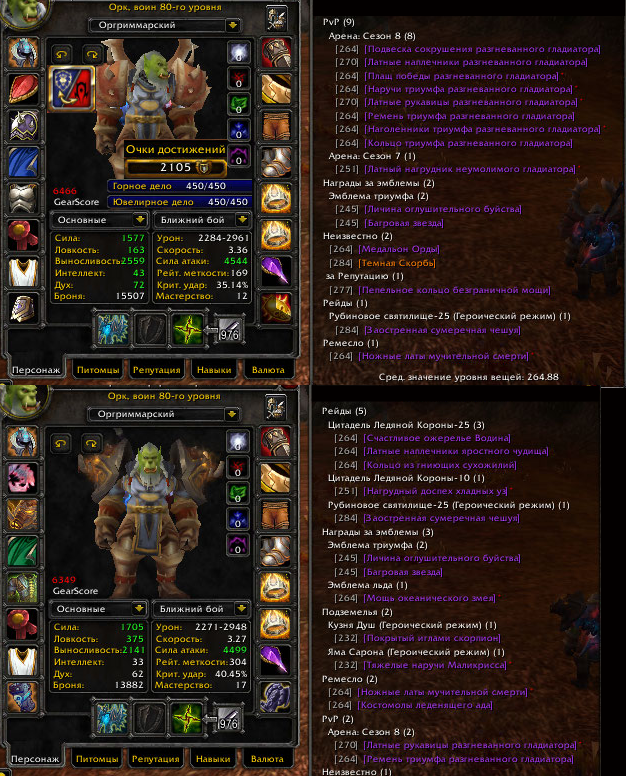 Орк, воин 80-го уровня
Оргриммарский
0
0
0
0
0
Очки достижений
2105
Горное дело 450/450
Ювелирное дело 450/450
6466
GearScore
Основные
Ближний бой
Сила: 1577
Ловкость: 163
Выносливость: 2559
Интеллект: 43
Дух: 72
Броня: 15507
Урон: 2284-2961
Скорость: 3.36
Сила атаки: 4544
Рейт. меткости: 169
Крит. удар: 35.14%
Мастерство: 12
976
Персонаж
Питомцы
Репутация
Навыки
Валюта
PvP (9)
Арена: Сезон 8 (8)
[264] [Подвеска сокрушения разгневанного гладиатора]
[270] [Латные наплечники разгневанного гладиатора]
[264] [Плащ победы разгневанного гладиатора]
[264] [Наручи триумфа разгневанного гладиатора]
[270] [Латные рукавицы разгневанного гладиатора]
[264] [Ремень триумфа разгневанного гладиатора]
[264] [Наголенники триумфа разгневанного гладиатора]
[264] [Кольцо триумфа разгневанного гладиатора]
Арена: Сезон 7 (1)
[251] [Латный нагрудник неумолимого гладиатора]
Награды за эмблемы (2)
Эмблема триумфа (2)
[245] [Личина оглушительного буйства]
[245] [Багровая звезда]
Неизвестно (2)
[264] [Медальон Орды]
[284] [Темная Скорбь]
за Репутацию (1)
[277] [Пепельное кольцо безграничной мощи]
Рейды (1)
Рубиновое святилище-25 (Героический режим) (1)
[284] [Заостренная сумеречная чешуя]
Ремесло (1)
[264] [Ножные латы мучительной смерти]
Сред. значение уровня вещей: 264.88
Орк, воин 80-го уровня
Оргриммарский
0
0
0
0
0
6349
GearScore
Основные
Ближний бой
Сила: 1705
Ловкость: 375
Выносливость: 2141
Интеллект: 33
Дух: 62
Броня: 13882
Урон: 2271-2948
Скорость: 3.27
Сила атаки: 4499
Рейт. меткости: 304
Крит. удар: 40.45%
Мастерство: 17
976
Персонаж
Питомцы
Репутация
Навыки
Валюта
Рейды (5)
Цитадель Ледяной Короны-25 (3)
[264] [Счастливое ожерелье Водина]
[264] [Латные наплечники яростного чудища]
[264] [Кольцо из гниющих сухожилий]
Цитадель Ледяной Короны-10 (1)
[251] [Нагрудный доспех хладных уз]
Рубиновое святилище-25 (Героический режим) (1)
[284] [Заостренная сумеречная чешуя]
Награды за эмблемы (3)
Эмблема триумфа (2)
[245] [Личина оглушительного буйства]
[245] [Багровая звезда]
Эмблема льда (1)
[264] [Мощь океанического змея]
Подземелья (2)
Кузня Душ (Героический режим) (1)
[232] [Покрытый иглами скорпион]
Яма Сарона (Героический режим) (1)
[232] [Тяжелые наручи Маликрисса]
Ремесло (2)
[264] [Ножные латы мучительной смерти]
[264] [Костомолы леденящего ада]
PvP (2)
Арена: Сезон 8 (2)
[270] [Латные рукавицы разгневанного гладиатора]
[264] [Ремень триумфа разгневанного гладиатора]
Неизвестно (1)